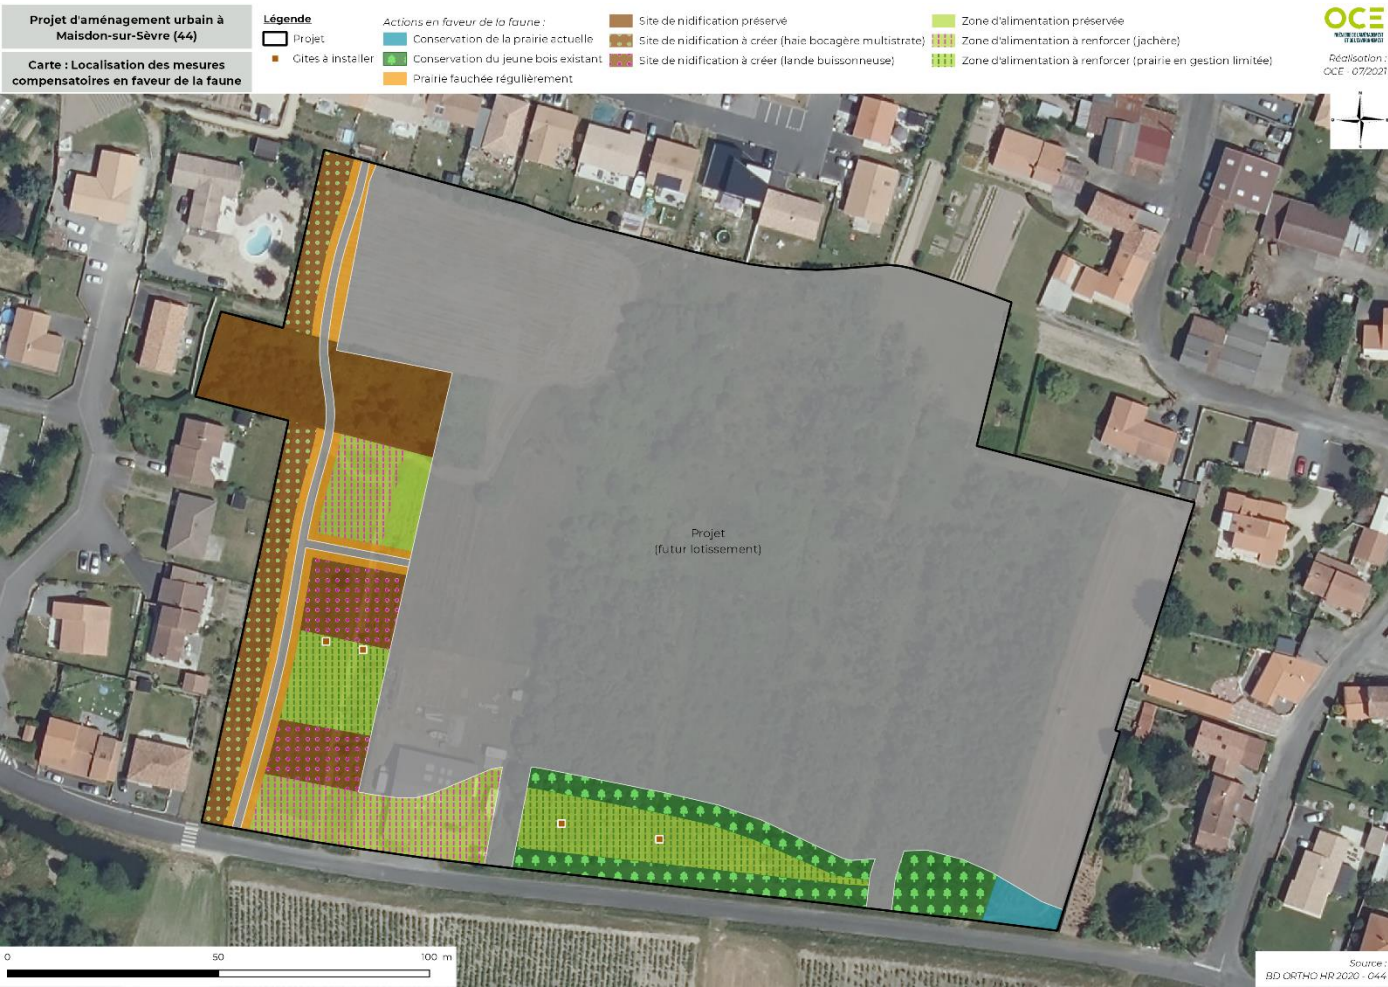 Projet d'aménagement urbain à
Maisdon-sur-Sèvre (44)
Carte : Localisation des mesures
compensatoires en faveur de la faune
Légende
Projet
Gites à installer
Actions en faveur de la faune :
Conservation de la prairie actuelle
Conservation du jeune bois existant
Prairie fauchée régulièrement
Site de nidification préservé
Site de nidification à créer (haie bocagère multistrate)
Site de nidification à créer (lande buissonneuse)
Zone d'alimentation préservée
Zone d'alimentation à renforcer (jachère)
Zone d'alimentation à renforcer (prairie en gestion limitée)
OCE
Réalisation :
OCE - 07/2021
Projet
(futur lotissement)
0 50 100 m
Source :
BD ORTHO HR 2020 - 044